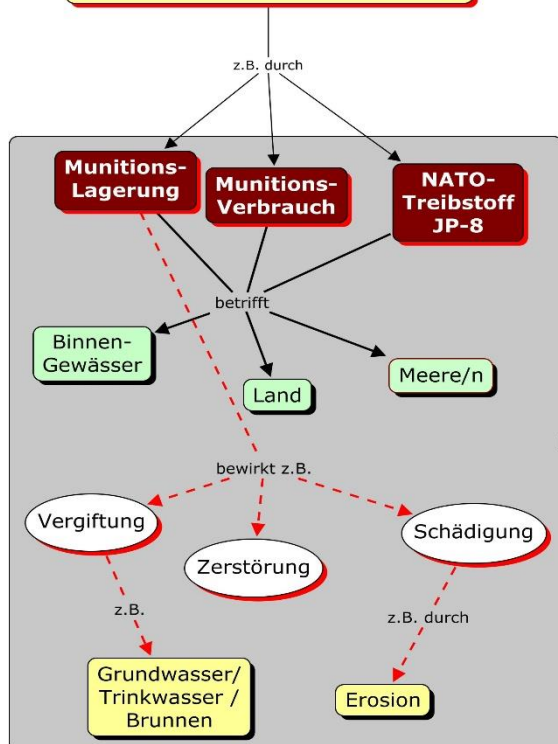 z.B. durch
Munitions-
Lagerung
Munitions-
Verbrauch
NATO-
Treibstoff
JP-8
betrifft
Binnen-
Gewässer
Land
Meere/n
bewirkt z.B.
Vergiftung
Zerstörung
Schädigung
z.B.
z.B. durch
Grundwasser/
Trinkwasser /
Brunnen
Erosion